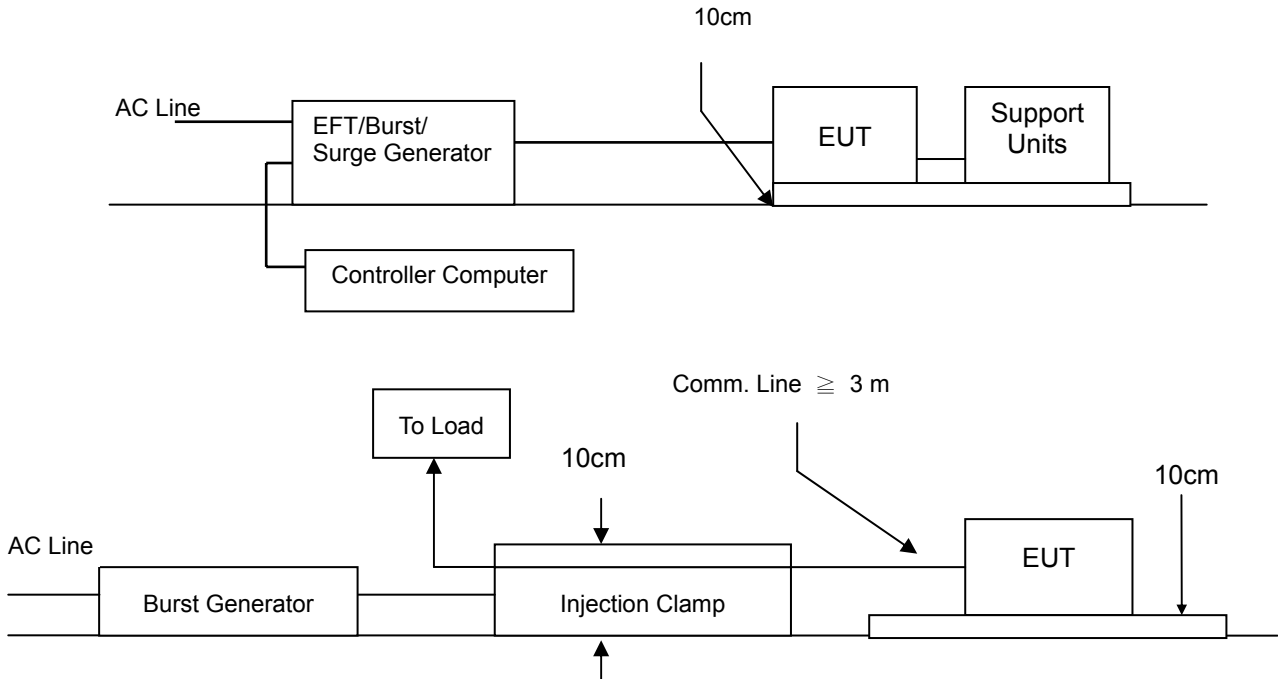 10cm
AC Line
EFT/Burst/
Surge Generator
EUT
Support
Units
Controller Computer
Comm. Line ≧ 3 m
To Load
10cm
10cm
AC Line
EUT
Burst Generator
Injection Clamp